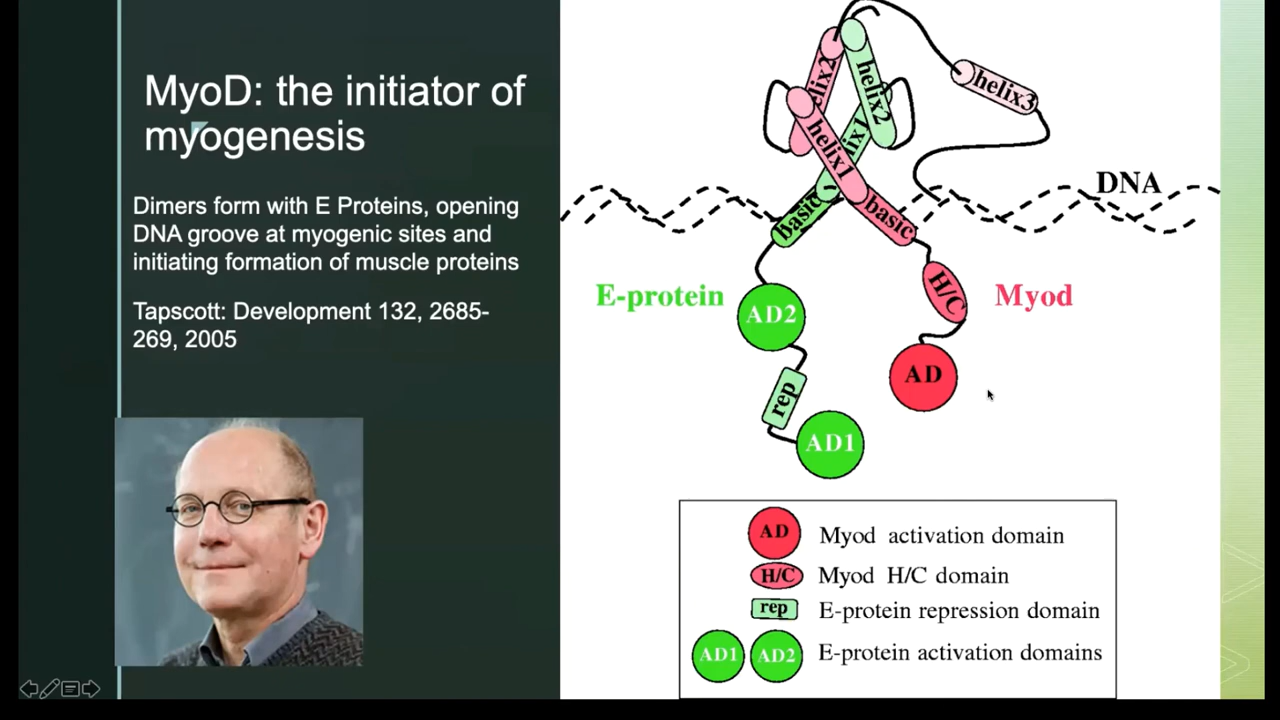 MyoD: the initiator of
myogenesis
Dimers form with E Proteins, opening
DNA groove at myogenic sites and
initiating formation of muscle proteins
Tapscott: Development 132, 2685-
269, 2005
helix2
helix2
helix3
helix1
lix1
DNA
basic
basic
E-protein
H/C
Myod
AD2
AD
rep
AD1
AD Myod activation domain
H/C Myod H/C domain
rep E-protein repression domain
AD1 AD2 E-protein activation domains